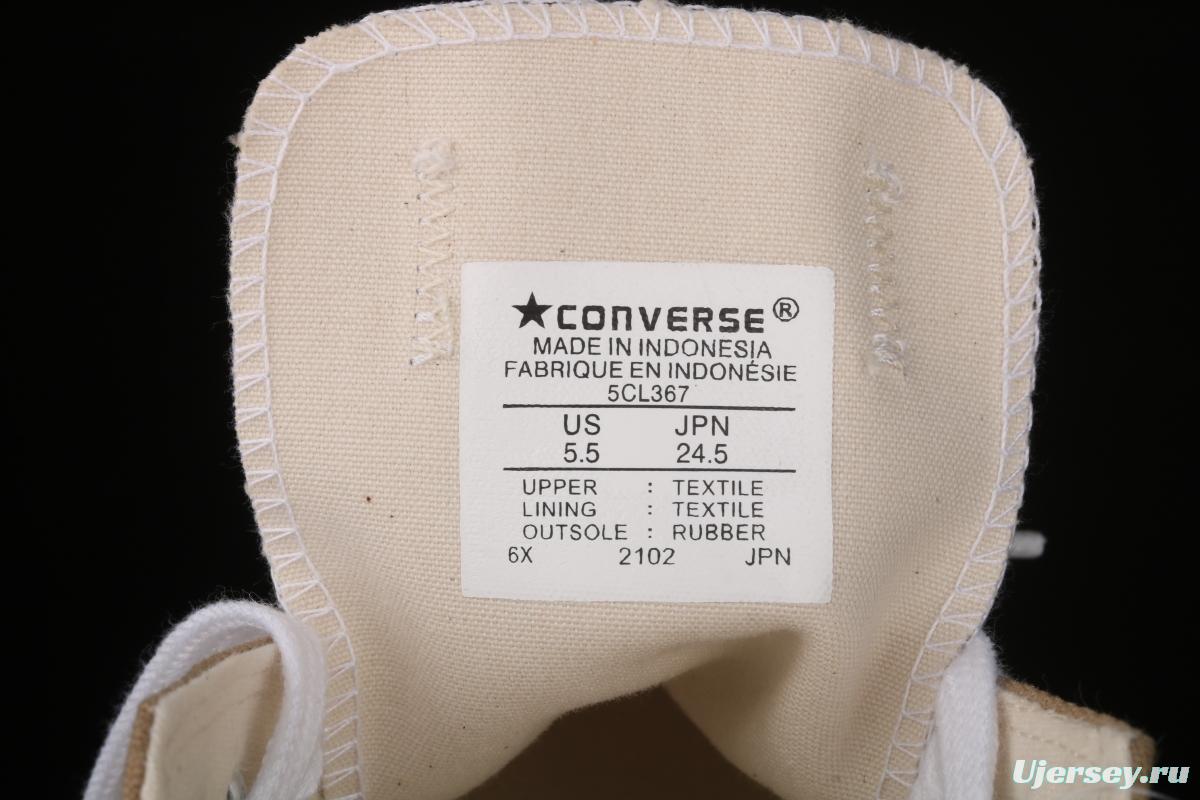 ★CONVERSE®
MADE IN INDONESIA
FABRIQUE EN INDONÉSIE
5CL367
US JPN
5.5 24.5
UPPER : TEXTILE
LINING : TEXTILE
OUTSOLE : RUBBER
6X 2102 JPN
Ujersey.ru